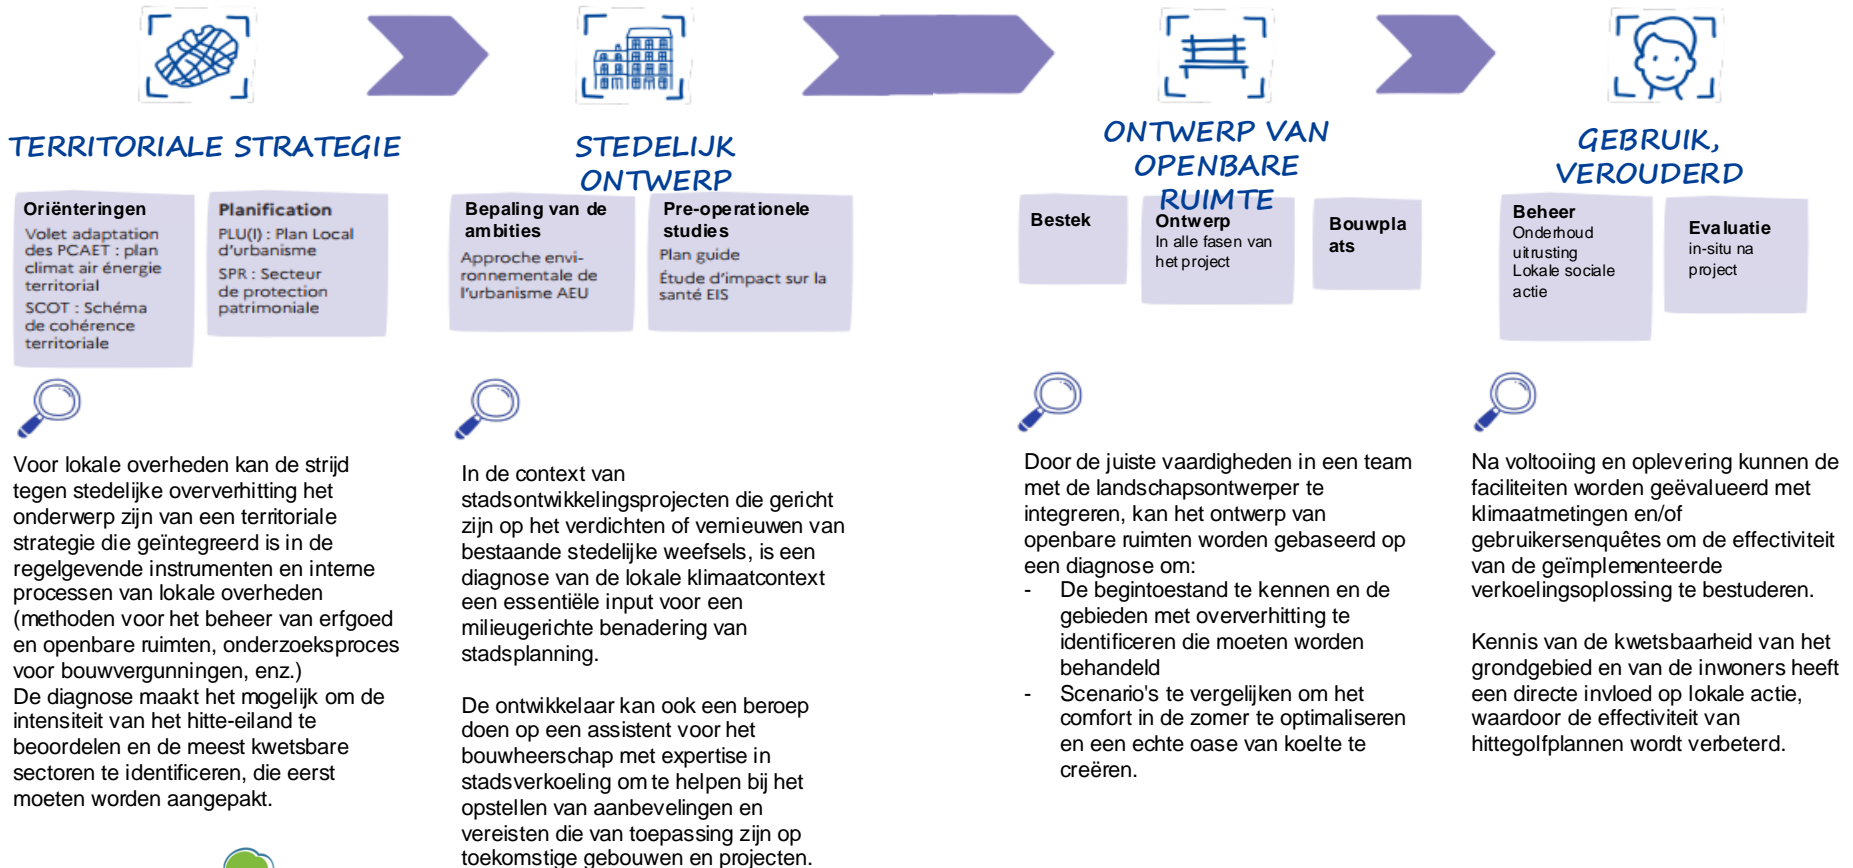 TERRITORIALE STRATEGIE
Oriënteringen
Volet adaptation
des PCAET : plan
climat air énergie
territorial
SCOT : Schéma
de cohérence
territoriale
Planification
PLU(I) : Plan Local
d'urbanisme
SPR : Secteur
de protection
patrimoniale
Voor lokale overheden kan de strijd
tegen stedelijke oververhitting het
onderwerp zijn van een territoriale
strategie die geïntegreerd is in de
regelgevende instrumenten en interne
processen van lokale overheden
(methoden voor het beheer van erfgoed
en openbare ruimten, onderzoeksproces
voor bouwvergunningen, enz.)
De diagnose maakt het mogelijk om de
intensiteit van het hitte-eiland te
beoordelen en de meest kwetsbare
sectoren te identificeren, die eerst
moeten worden aangepakt.
STEDELIJK
ONTWERP
Bepaling van de
ambities
Approche envi-
ronnementale de
l'urbanisme AEU
Pre-operationele
studies
Plan guide
Étude d'impact sur la
santé EIS
In de context van
stadsontwikkelingsprojecten die gericht
zijn op het verdichten of vernieuwen van
bestaande stedelijke weefsels, is een
diagnose van de lokale klimaatcontext
een essentiële input voor een
milieugerichte benadering van
stadsplanning.
De ontwikkelaar kan ook een beroep
doen op een assistent voor het
bouwheerschap met expertise in
stadsverkoeling om te helpen bij het
opstellen van aanbevelingen en
vereisten die van toepassing zijn op
toekomstige gebouwen en projecten.
ONTWERP VAN
OPENBARE
RUIMTE
Bestek
Ontwerp
In alle fasen van
het project
Bouwpla
ats
Door de juiste vaardigheden in een team
met de landschapsontwerper te
integreren, kan het ontwerp van
openbare ruimten worden gebaseerd op
een diagnose om:
- De begintoestand te kennen en de
gebieden met oververhitting te
identificeren die moeten worden
behandeld
- Scenario's te vergelijken om het
comfort in de zomer te optimaliseren
en een echte oase van koelte te
creëren.
GEBRUIK,
VEROUDERD
Beheer
Onderhoud
uitrusting
Lokale sociale
actie
Evaluatie
in-situ na
project
Na voltooiing en oplevering kunnen de
faciliteiten worden geëvalueerd met
klimaatmetingen en/of
gebruikersenquêtes om de effectiviteit
van de geïmplementeerde
verkoelingsoplossing te bestuderen.
Kennis van de kwetsbaarheid van het
grondgebied en van de inwoners heeft
een directe invloed op lokale actie,
waardoor de effectiviteit van
hittegolfplannen wordt verbeterd.